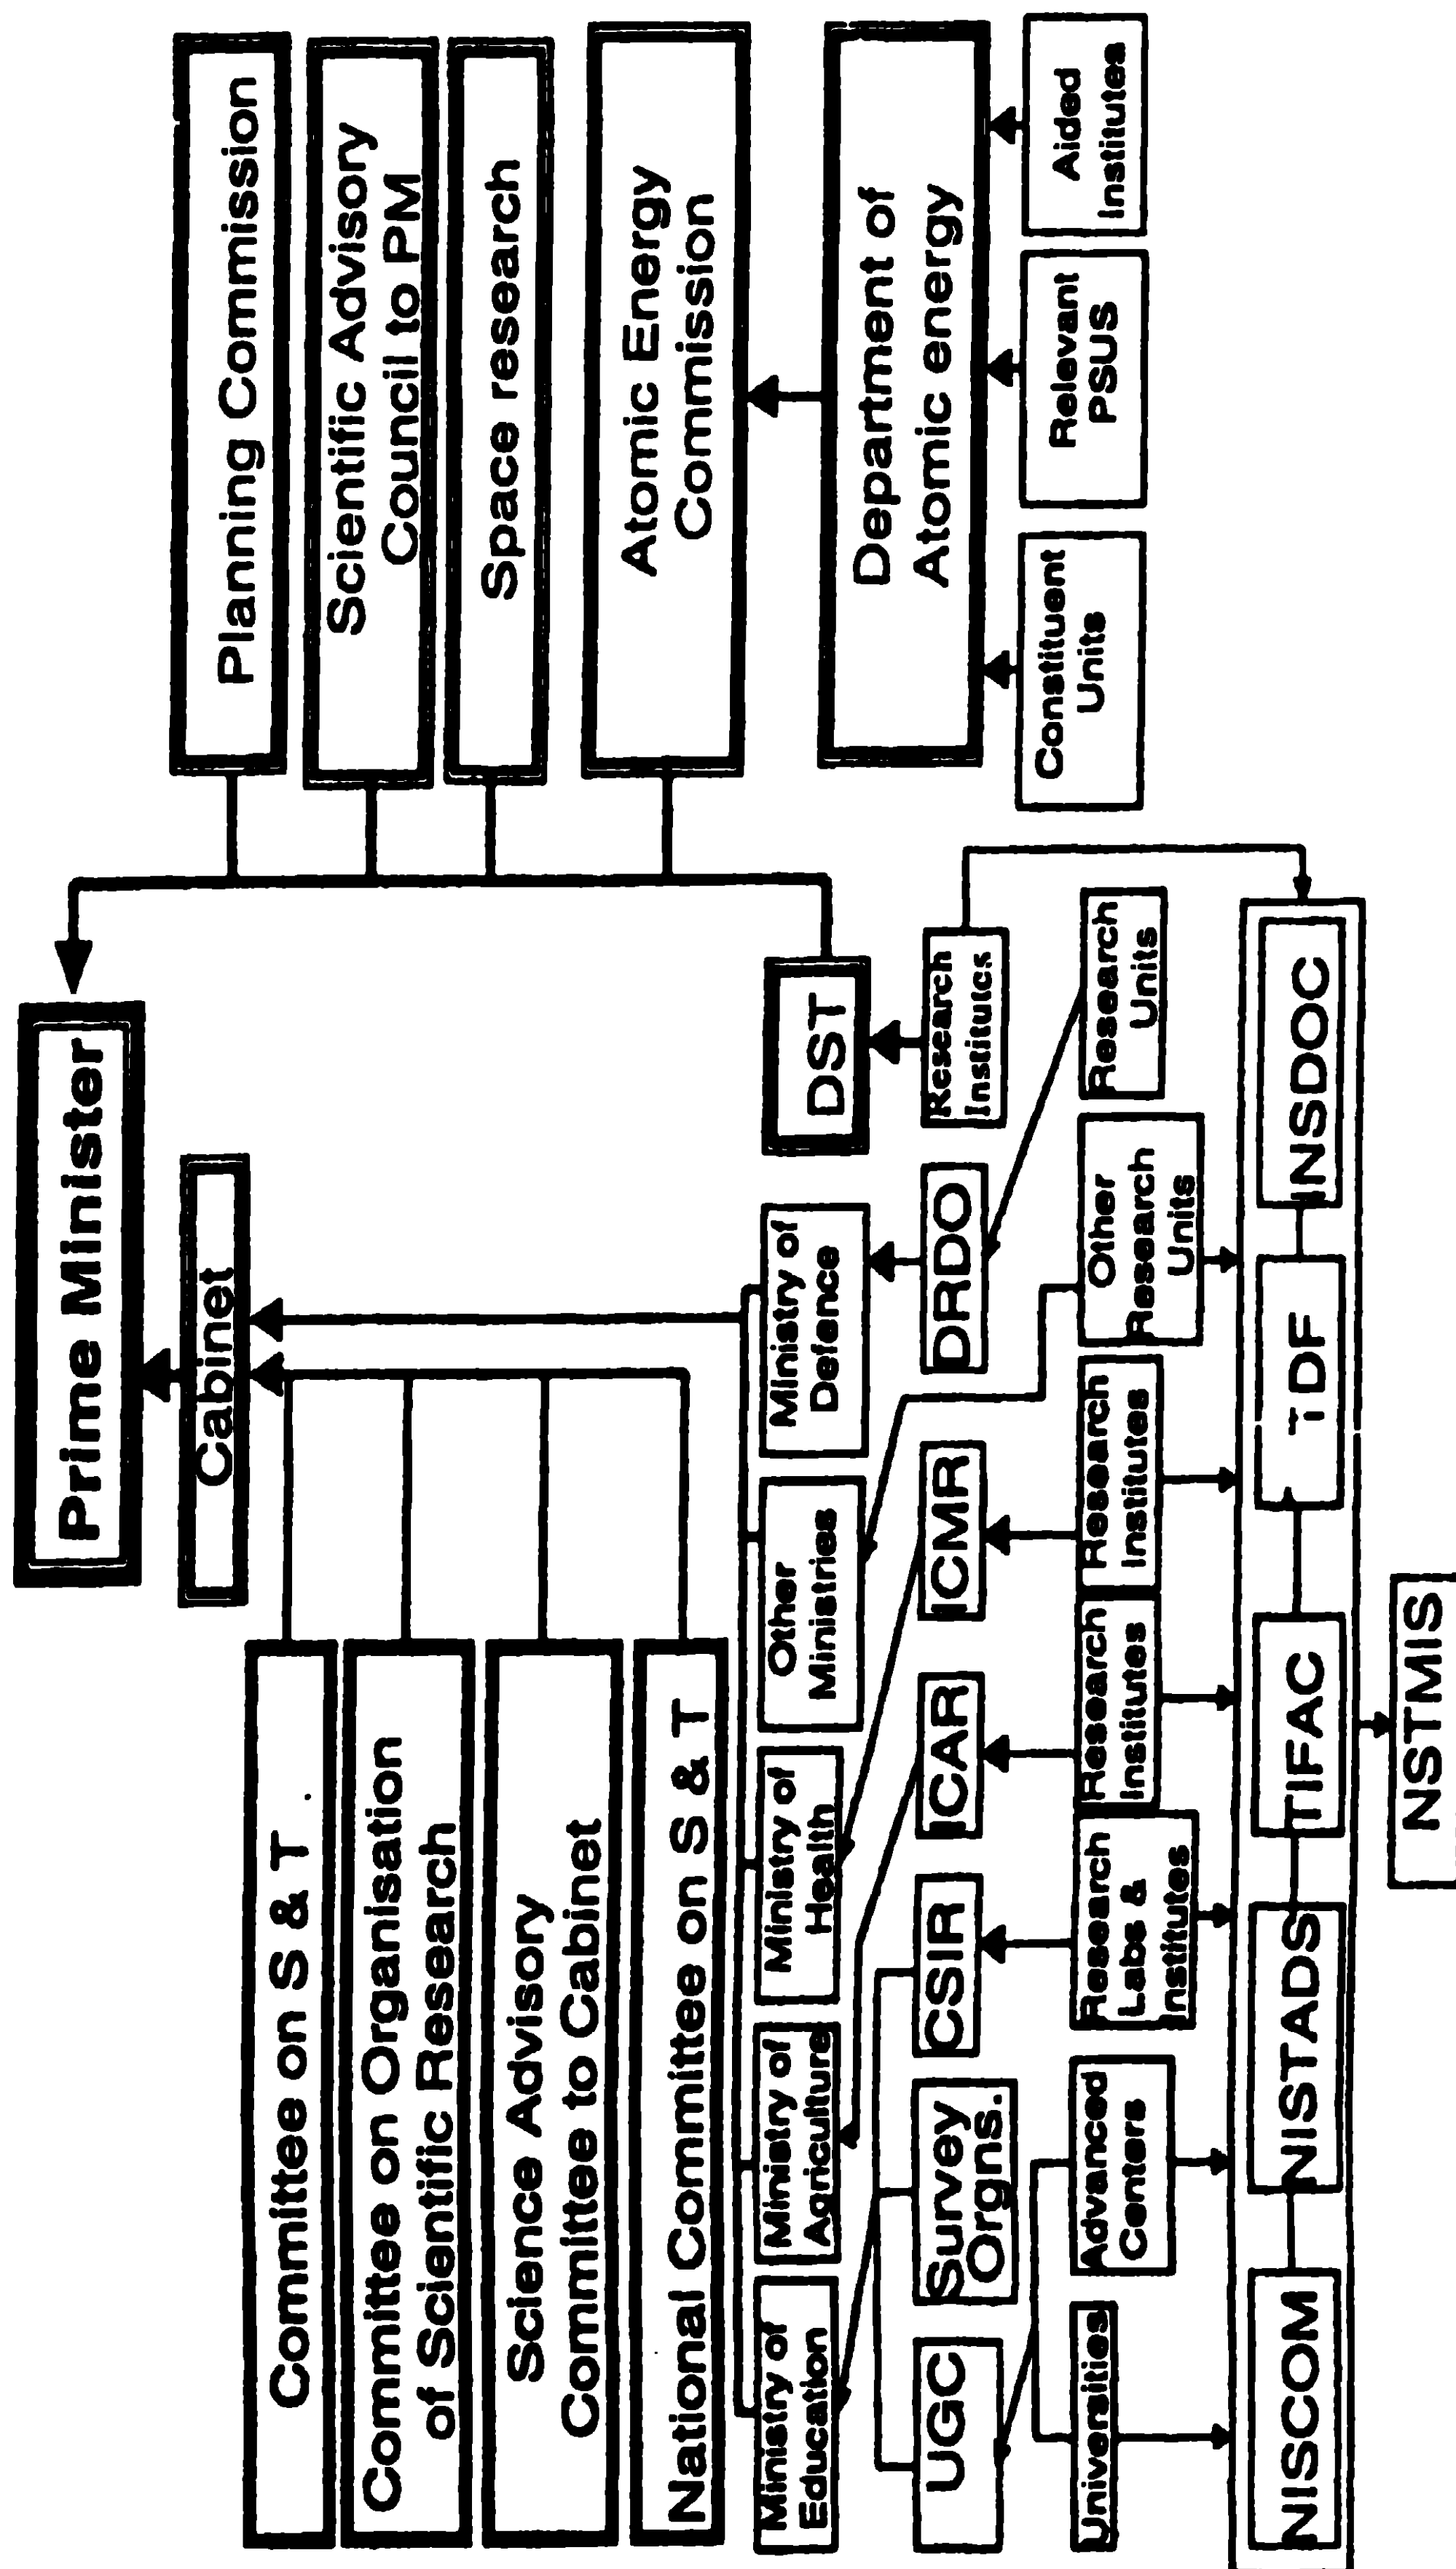 Prime Minister
Cabinet
Committee on S & T
Committee on Organisation
of Scientific Research
Science Advisory
Committee to Cabinet
National Committee on S & T
Planning Commission
Scientific Advisory
Council to PM
Space research
Atomic Energy
Commission
Department of
Atomic energy
Constituent
Units
Relevant
PSUS
Aided
Institutes
Ministry of
Education
Ministry of
Agriculture
Ministry of
Health
Other
Ministries
Ministry of
Defence
DST
UGC
Survey
Orgns.
CSIR
ICAR
ICMR
DRDO
Research
Institutes
Universities
Advanced
Centers
Research
Labs &
Institutes
Research
Institutes
Research
Institutes
Other
Research
Units
Research
Units
NISCOM
NISTADS
TIFAC
TDF
INSDOC
NSTMIS